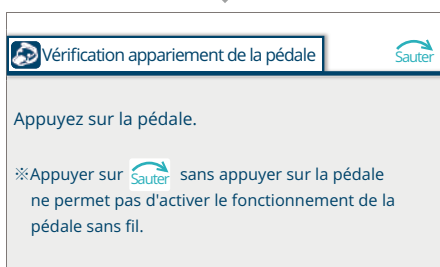 Vérification appariement de la pédale
Sauter
Appuyez sur la pédale.
※Appuyer sur Sauter sans appuyer sur la pédale
ne permet pas d'activer le fonctionnement de la
pédale sans fil.